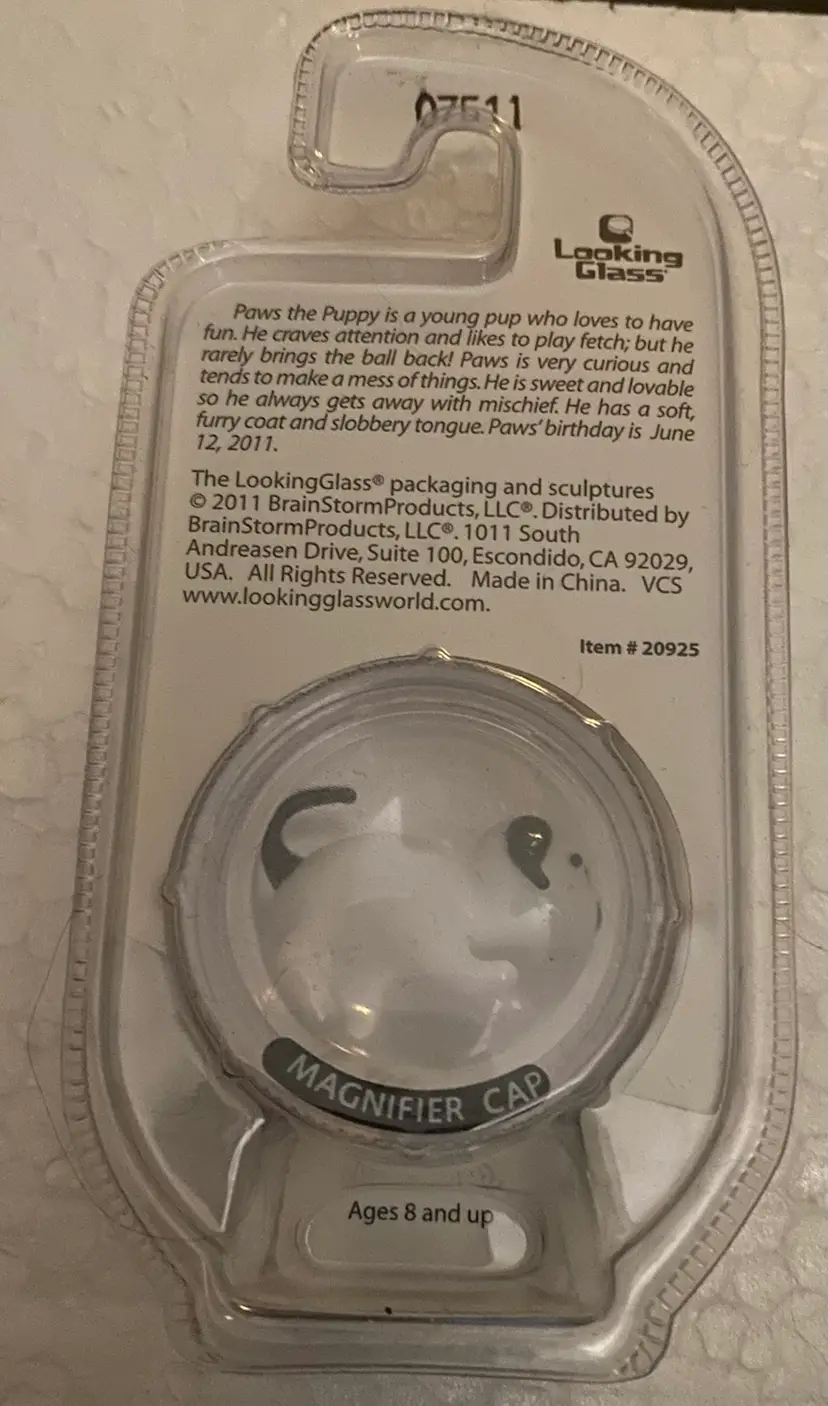 07511
Looking
Glass
Paws the Puppy is a young pup who loves to have
fun. He craves attention and likes to play fetch; but he
rarely brings the ball back! Paws is very curious and
tends to make a mess of things. He is sweet and lovable
so he always gets away with mischief. He has a soft,
furry coat and slobbery tongue. Paws' birthday is June
12, 2011.
The LookingGlass® packaging and sculptures
© 2011 BrainStormProducts, LLC®. Distributed by
BrainStormProducts, LLC®. 1011 South
Andreasen Drive, Suite 100, Escondido, CA 92029,
USA. All Rights Reserved. Made in China. VCS
www.lookingglassworld.com.
Item # 20925
MAGNIFIER CAP
Ages 8 and up